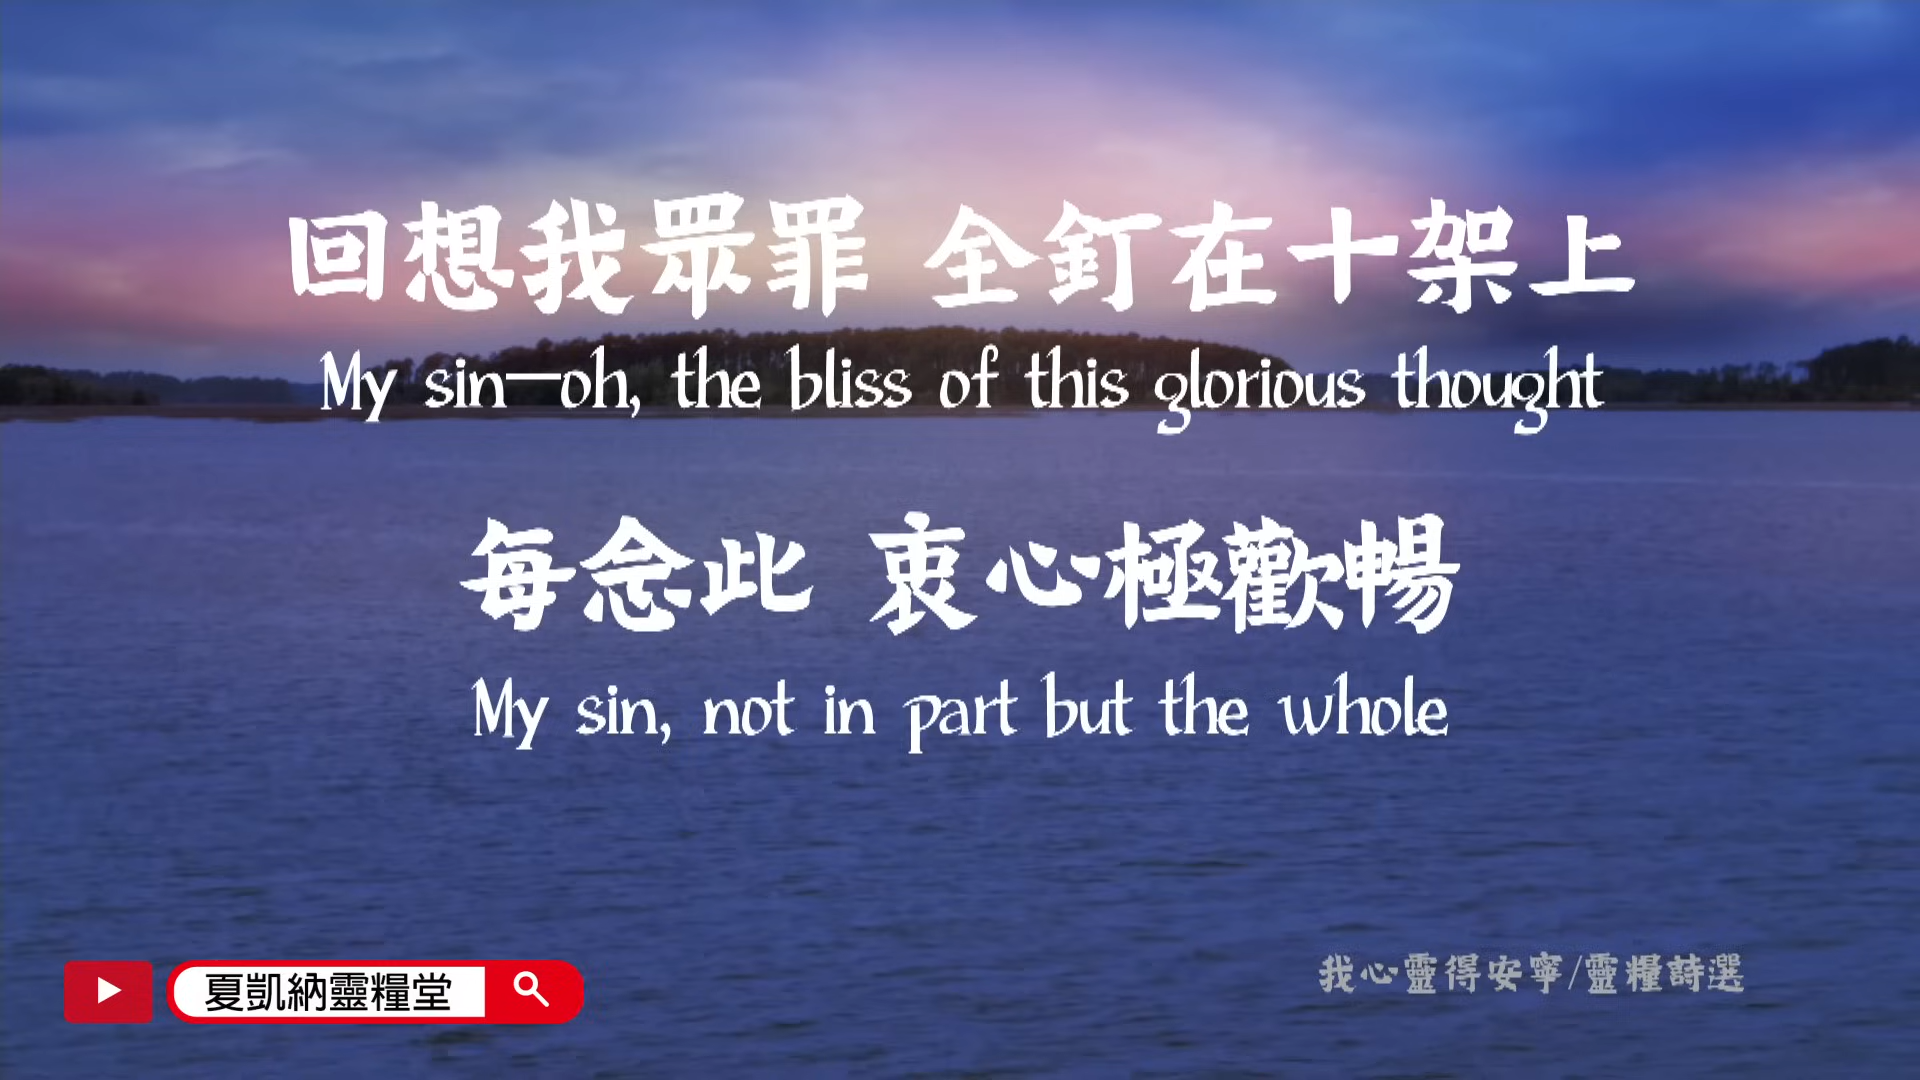 回想我眾罪 全釘在十架上
My sin—oh, the bliss of this glorious thought
每念此 衷心極歡暢
My sin, not in part but the whole
夏凱納靈糧堂
我心靈得安寧/靈糧詩選